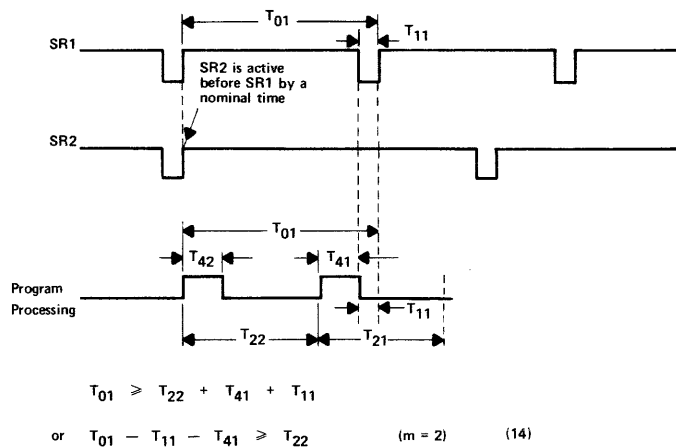 T01
SR1
T11
SR2 is active
before SR1 by a
nominal time
SR2
T01
T42
T41
Program
Processing
T11
T22
T21
T01 ⩾ T22 + T41 + T11
or T01 − T11 − T41 ⩾ T22 (m = 2) (14)